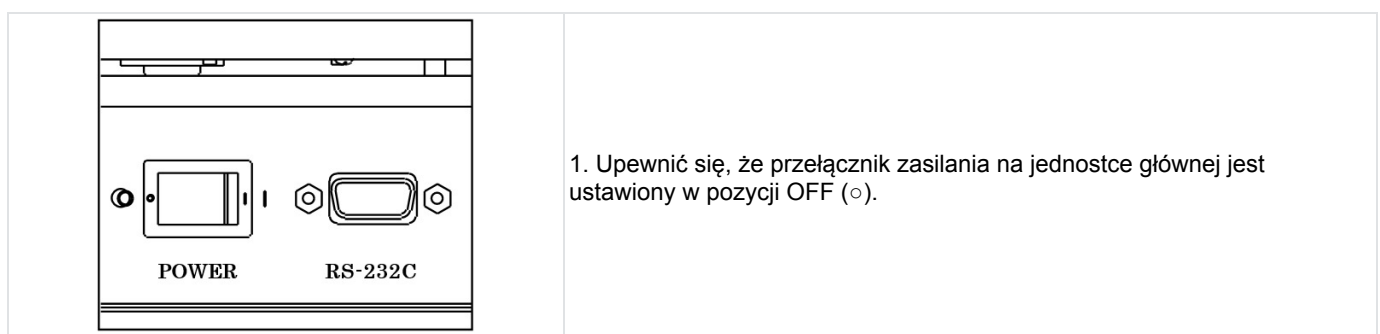 POWER
RS-232C
1. Upewnić się, że przełącznik zasilania na jednostce głównej jest
ustawiony w pozycji OFF (○).